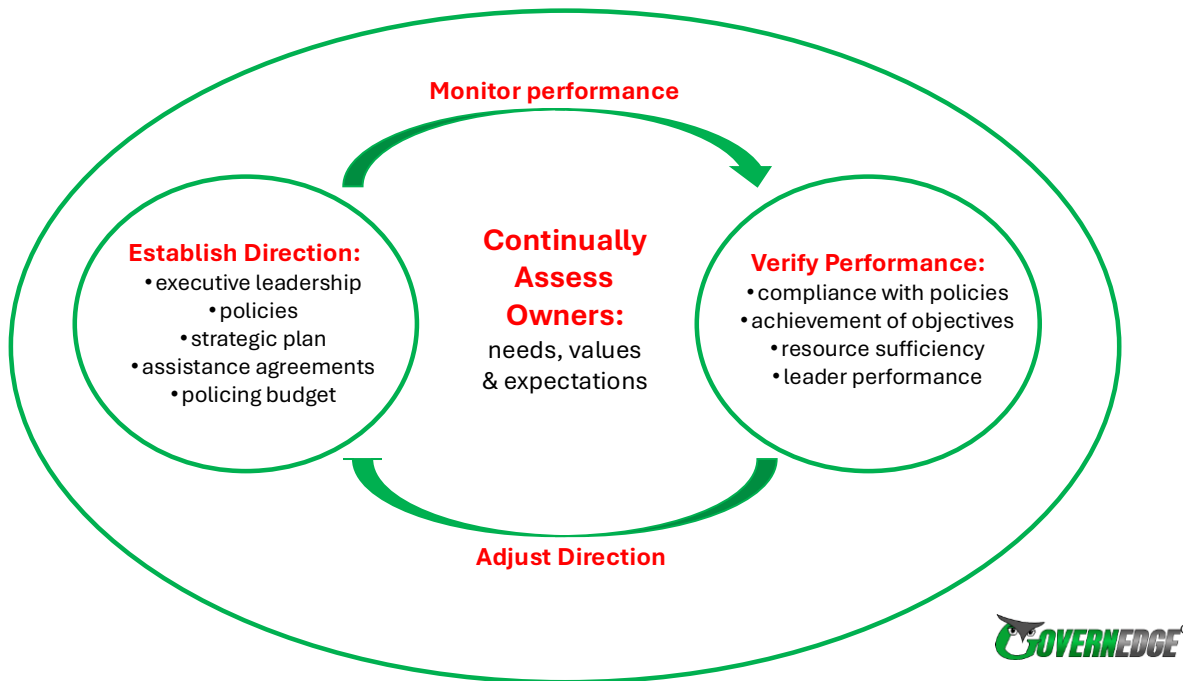 Monitor performance
Establish Direction:
•executive leadership
•policies
•strategic plan
•assistance agreements
•policing budget
Continually
Assess
Owners:
needs, values
& expectations
Verify Performance:
•compliance with policies
•achievement of objectives
•resource sufficiency
•leader performance
Adjust Direction
GOVERNEDGE